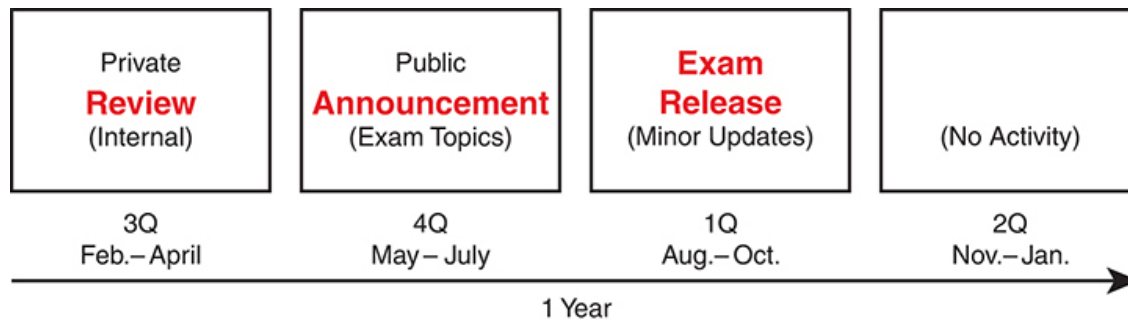 Private
Review
(Internal)
Public
Announcement
(Exam Topics)
Exam
Release
(Minor Updates)
(No Activity)
3Q
Feb.–April
4Q
May–July
1Q
Aug.–Oct.
2Q
Nov.–Jan.
1 Year